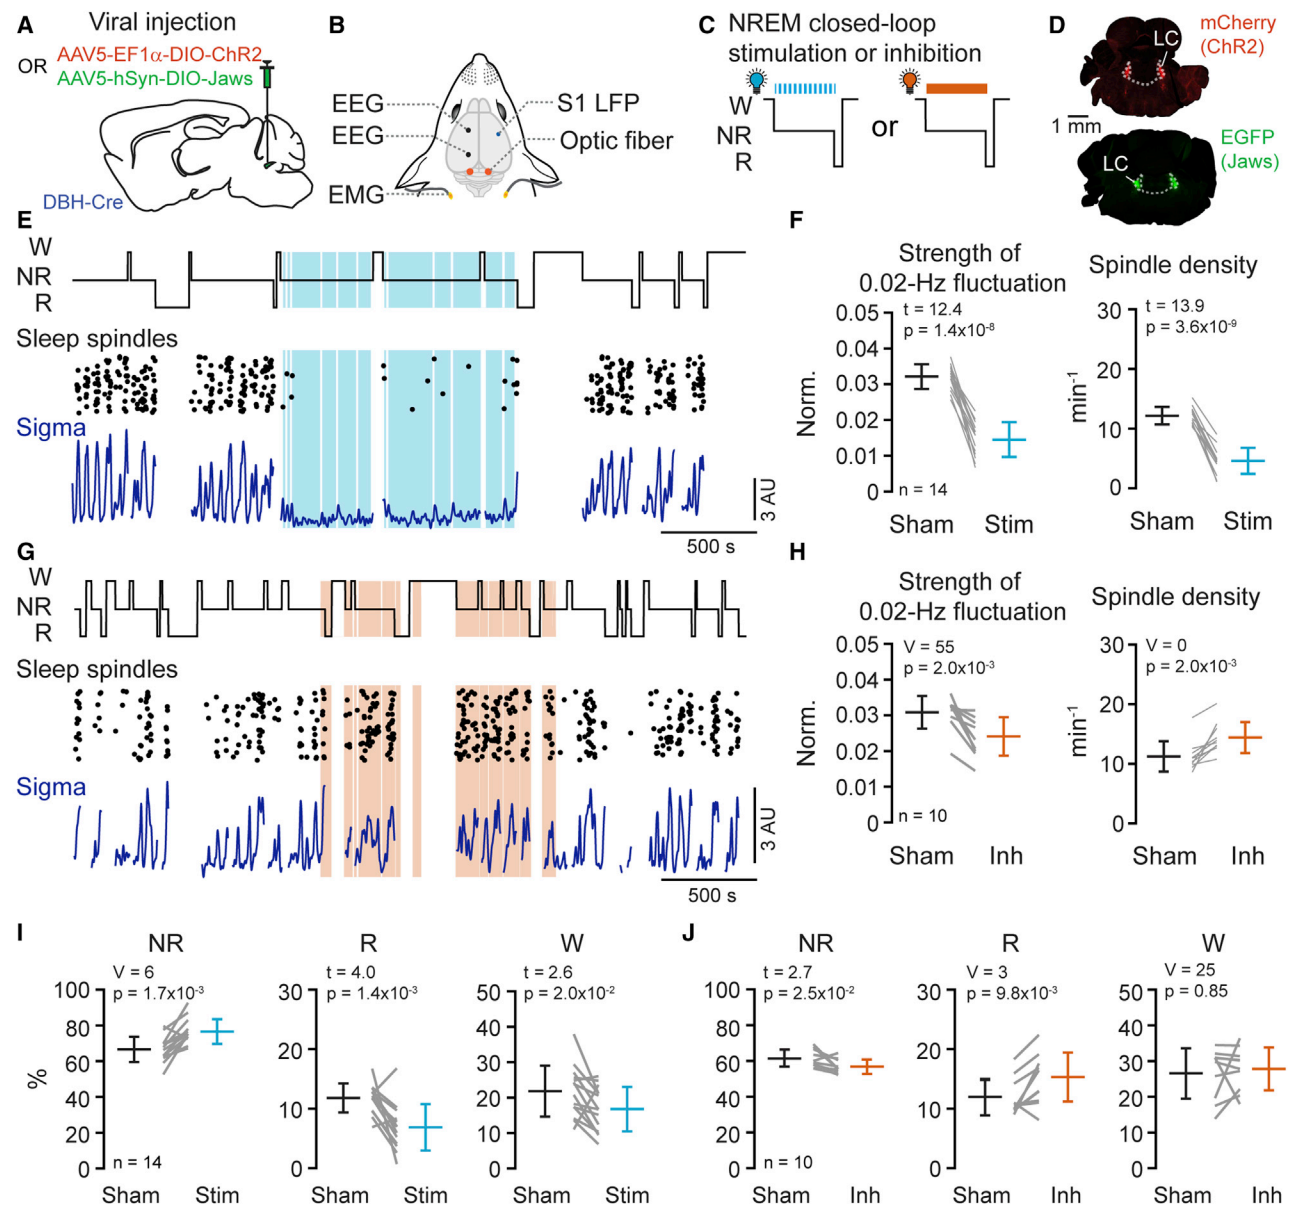 A
Viral injection
OR
AAV5-EF1α-DIO-ChR2
AAV5-hSyn-DIO-Jaws
DBH-Cre
B
EEG
EEG
EMG
S1 LFP
Optic fiber
C
NREM closed-loop
stimulation or inhibition
W
NR
R
or
D
mCherry
(ChR2)
LC
1 mm
EGFP
(Jaws)
LC
E
W
NR
R
Sleep spindles
Sigma
3 AU
500 s
F
Strength of
0.02-Hz fluctuation
t = 12.4
p = 1.4x10-8
Norm.
0.05
0.04
0.03
0.02
0.01
0
n = 14
Sham
Stim
Spindle density
t = 13.9
p = 3.6x10-9
min-1
30
20
10
0
Sham
Stim
G
W
NR
R
Sleep spindles
Sigma
3 AU
500 s
H
Strength of
0.02-Hz fluctuation
V = 55
p = 2.0x10-3
Norm.
0.05
0.04
0.03
0.02
0.01
0
n = 10
Sham
Inh
Spindle density
V = 0
p = 2.0x10-3
min-1
30
20
10
0
Sham
Inh
I
NR
V = 6
p = 1.7x10-3
%
100
80
60
40
20
0
n = 14
Sham
Stim
R
t = 4.0
p = 1.4x10-3
30
20
10
0
Sham
Stim
W
t = 2.6
p = 2.0x10-2
50
40
30
20
10
0
Sham
Stim
J
NR
t = 2.7
p = 2.5x10-2
100
80
60
40
20
0
n = 10
Sham
Inh
R
V = 3
p = 9.8x10-3
30
20
10
0
Sham
Inh
W
V = 25
p = 0.85
50
40
30
20
10
0
Sham
Inh